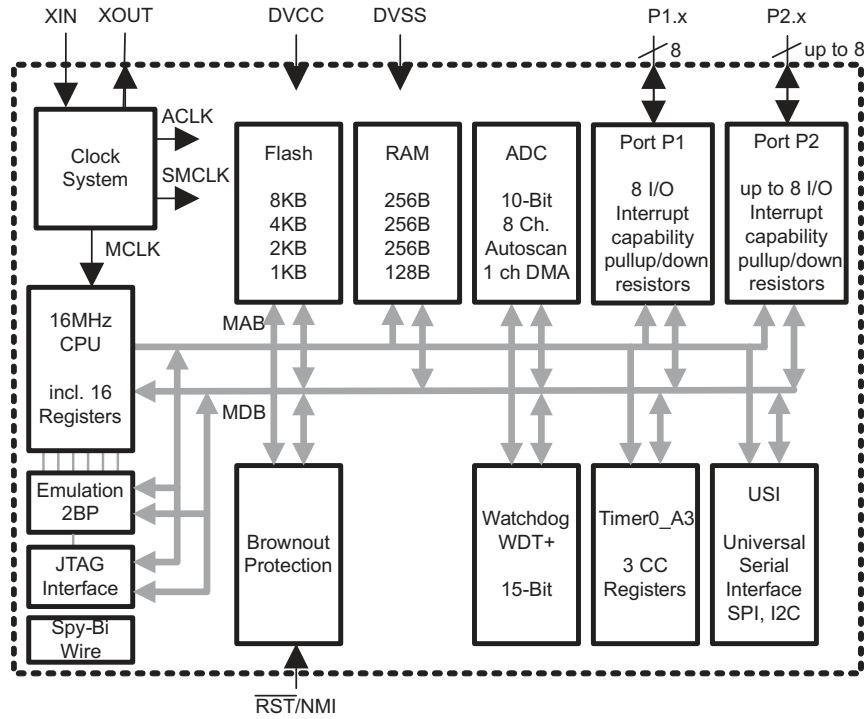 XIN XOUT DVCC DVSS P1.x P2.x
8 up to 8
Clock
System
ACLK
SMCLK
MCLK
Flash
8KB
4KB
2KB
1KB
RAM
256B
256B
256B
128B
ADC
10-Bit
8 Ch.
Autoscan
1 ch DMA
Port P1
8 I/O
Interrupt
capability
pullup/down
resistors
Port P2
up to 8 I/O
Interrupt
capability
pullup/down
resistors
16MHz
CPU
incl. 16
Registers
MAB
MDB
Emulation
2BP
JTAG
Interface
Spy-Bi
Wire
Brownout
Protection
Watchdog
WDT+
15-Bit
Timer0_A3
3 CC
Registers
USI
Universal
Serial
Interface
SPI, I2C
RST/NMI